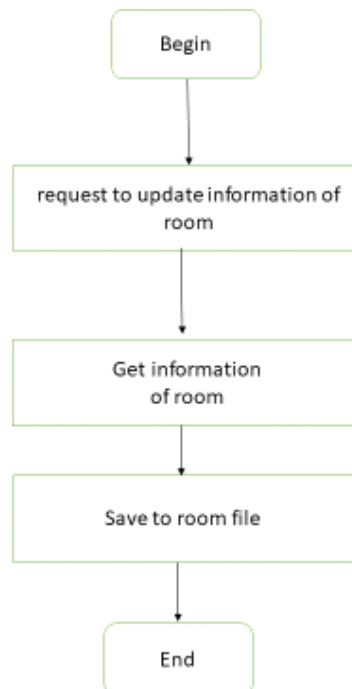 Begin
request to update information of
room
Get information
of room
Save to room file
End